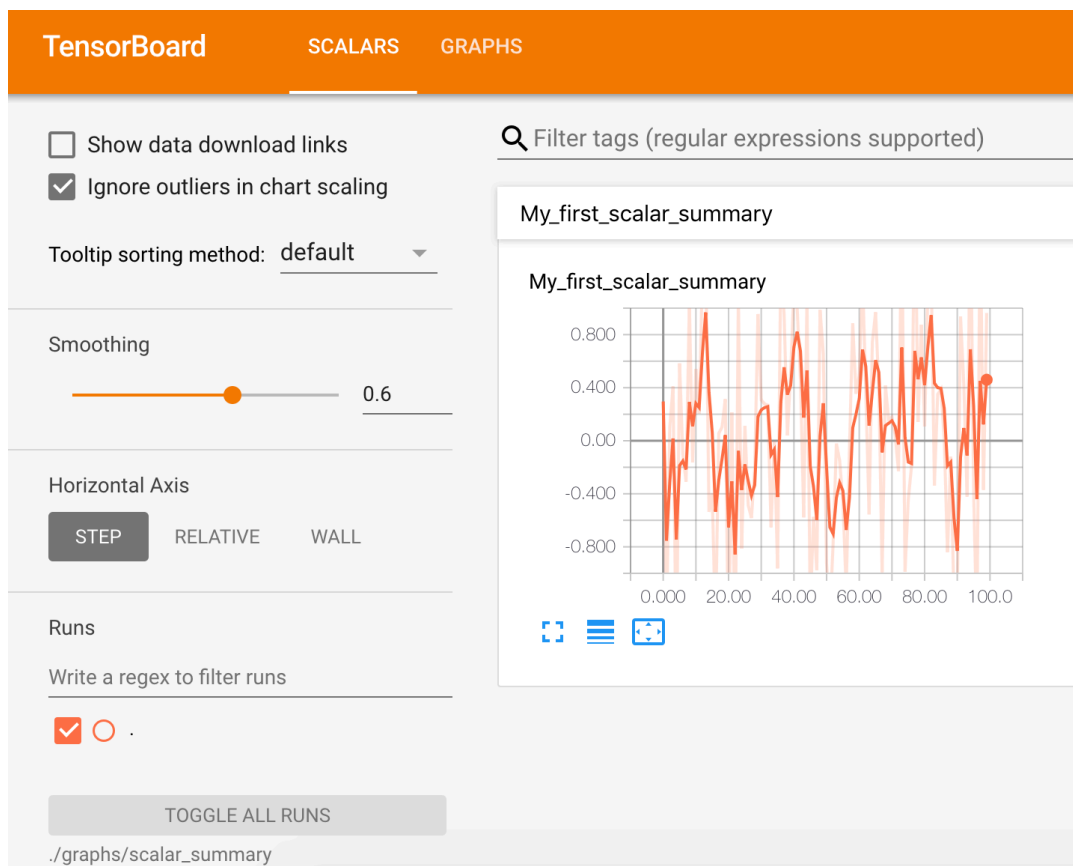 TensorBoard SCALARS GRAPHS
Show data download links
Ignore outliers in chart scaling
Tooltip sorting method: default
Smoothing
0.6
Horizontal Axis
STEP RELATIVE WALL
Runs
Write a regex to filter runs
.
TOGGLE ALL RUNS
./graphs/scalar_summary
Filter tags (regular expressions supported)
My_first_scalar_summary
My_first_scalar_summary
0.800
0.400
0.00
-0.400
-0.800
0.000 20.00 40.00 60.00 80.00 100.0